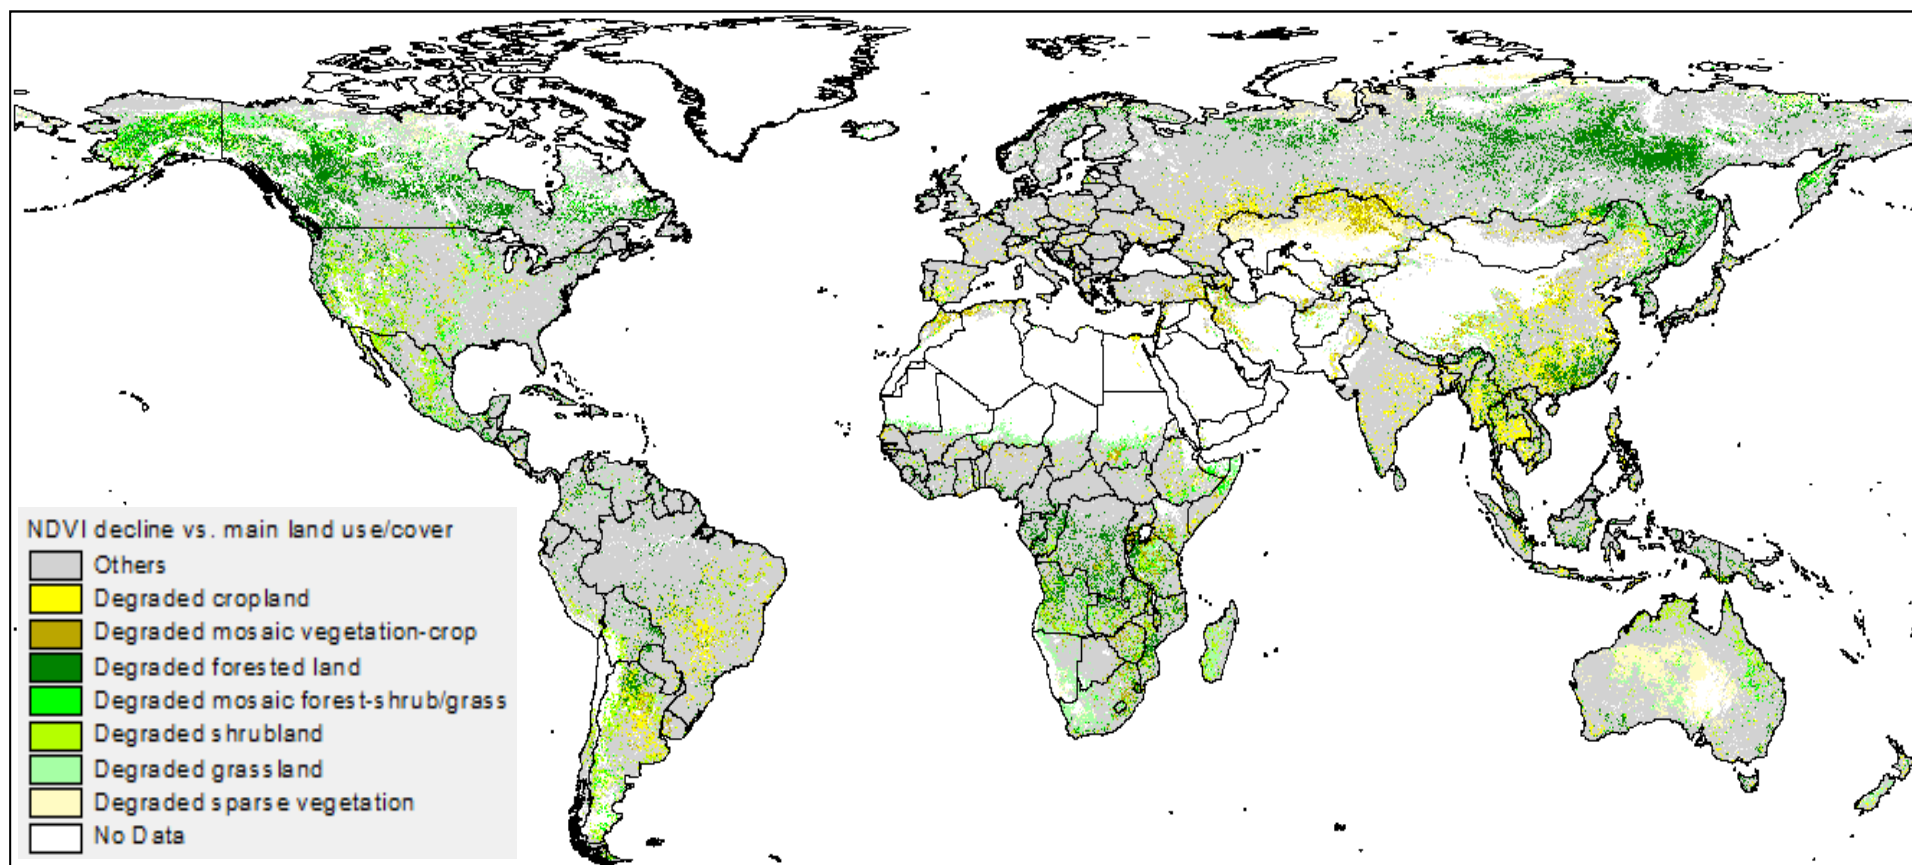 NDVI decline vs. main land use/cover
Others
Degraded cropland
Degraded mosaic vegetation-crop
Degraded forested land
Degraded mosaic forest-shrub/grass
Degraded shrubland
Degraded grassland
Degraded sparse vegetation
No Data